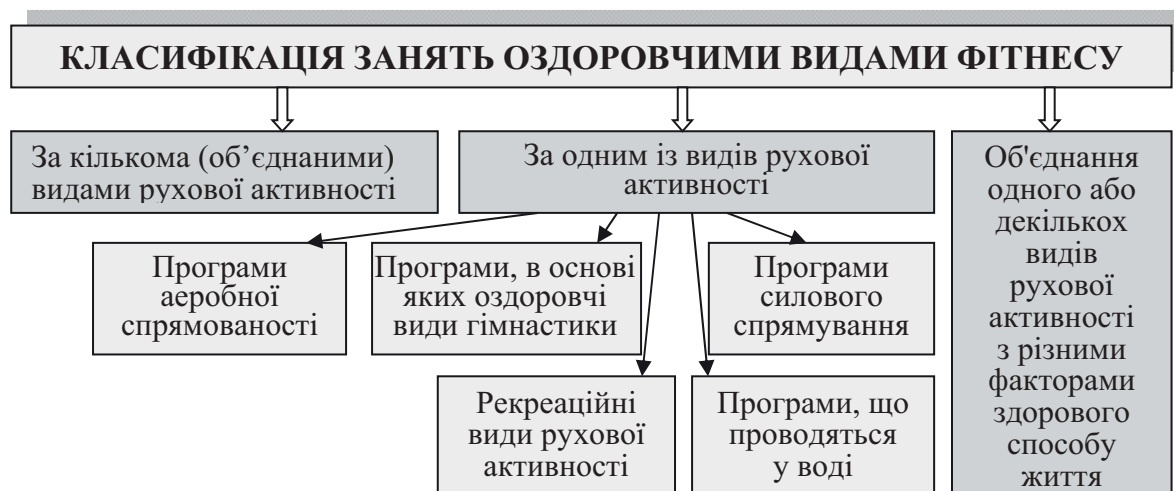 КЛАСИФІКАЦІЯ ЗАНЯТЬ ОЗДОРОВЧИМИ ВИДАМИ ФІТНЕСУ
За кількома (об’єднаними)
видами рухової активності
За одним із видів рухової
активності
Об'єднання
одного або
декількох
видів
рухової
активності
з різними
факторами
здорового
способу
життя
Програми
аеробної
спрямованості
Програми, в основі
яких оздоровчі
види гімнастики
Програми
силового
спрямування
Рекреаційні
види рухової
активності
Програми, що
проводяться
у воді